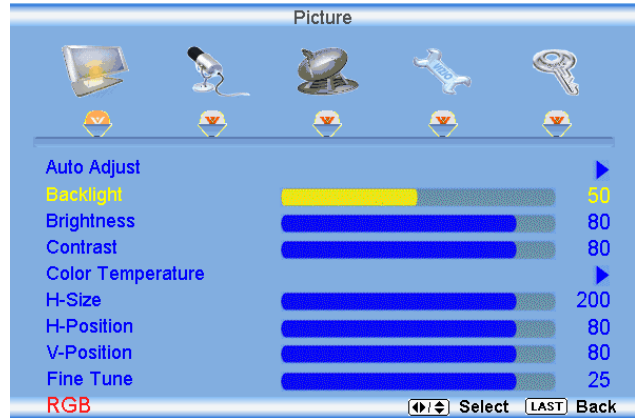 Picture
VIZIO
Auto Adjust
Backlight 50
Brightness 80
Contrast 80
Color Temperature
H-Size 200
H-Position 80
V-Position 80
Fine Tune 25
RGB Select LAST Back